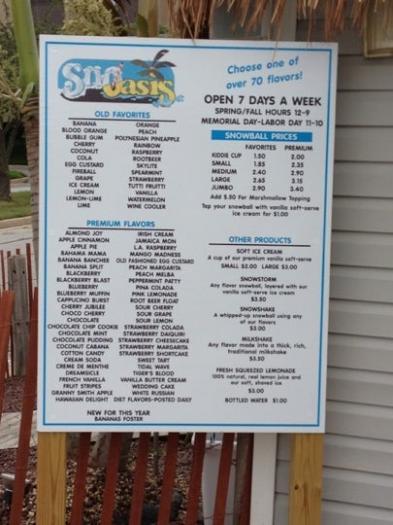 Sno Oasis
Choose one of
over 70 flavors!
OLD FAVORITES
BANANA ORANGE
BLOOD ORANGE PEACH
BUBBLE GUM POLYNESIAN PINEAPPLE
CHERRY RAINBOW
COCONUT RASPBERRY
COLA ROOTBEER
EGG CUSTARD SKYLITE
FIREBALL SPEARMINT
GRAPE STRAWBERRY
ICE CREAM TUTTI FRUTTI
LEMON VANILLA
LEMON-LIME WATERMELON
LIME WINE COOLER
PREMIUM FLAVORS
ALMOND JOY IRISH CREAM
APPLE CINNAMON JAMAICA MON
APPLE PIE L.A. RASPBERRY
BAHAMA MAMA MANGO MADNESS
BANANA BANCHEE OLD FASHIONED EGG CUSTARD
BANANA SPLIT PEACH MARGARITA
BLACKBERRY PEACH MELBA
BLACKBERRY BLAST PEPPERMINT PATTY
BLUEBERRY PINA COLADA
BLUEBERRY MUFFIN PINK LEMONADE
CAPPUCINO BURST ROOT BEER FLOAT
CHERRY JUBILEE SOUR CHERRY
CHOCO CHERRY SOUR GRAPE
CHOCOLATE SOUR LEMON
CHOCOLATE CHIP COOKIE STRAWBERRY COLADA
CHOCOLATE MINT STRAWBERRY DAIQUIRI
CHOCOLATE PUDDING STRAWBERRY CHEESECAKE
COCONUT CABANA STRAWBERRY MARGARITA
COTTON CANDY STRAWBERRY SHORTCAKE
CREAM SODA SWEET TART
CREME DE MENTHE TIDAL WAVE
DREAMSICLE TIGER'S BLOOD
FRENCH VANILLA VANILLA BUTTER CREAM
FRUIT STRIPES WEDDING CAKE
GRANNY SMITH APPLE WHITE RUSSIAN
HAWAIIAN DELIGHT DIET FLAVORS-POSTED DAILY
NEW FOR THIS YEAR
BANANAS FOSTER
OPEN 7 DAYS A WEEK
SPRING/FALL HOURS 12-9
MEMORIAL DAY-LABOR DAY 11-10
SNOWBALL PRICES
FAVORITES PREMIUM
KIDDIE CUP 1.50 2.00
SMALL 1.85 2.35
MEDIUM 2.40 2.90
LARGE 2.65 3.15
JUMBO 2.90 3.40
Add $.50 For Marshmallow Topping
Top your snowball with vanilla soft-serve
ice cream for $1.00
OTHER PRODUCTS
SOFT ICE CREAM
A cup of our premium vanilla soft-serve
SMALL $2.00 LARGE $3.00
SNOWSTORM
Any flavor snowball, layered with our
vanilla soft-serve ice cream
$3.50
SNOWSHAKE
A whipped-up snowball using any
of our flavors
$3.00
MILKSHAKE
Any flavor made into a thick, rich,
traditional milkshake
$3.50
FRESH SQUEEZED LEMONADE
100% natural, real lemon juice and
our soft, shaved ice
$3.00
BOTTLED WATER $1.00